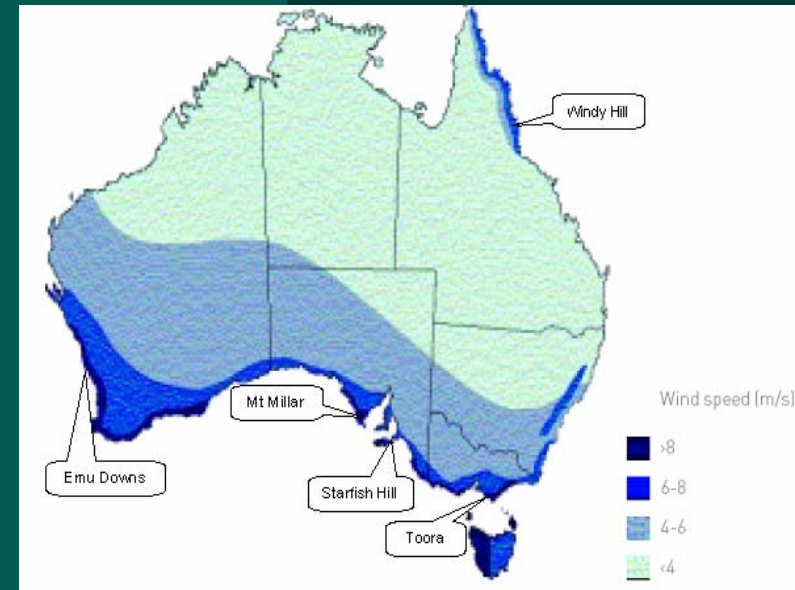 Windy Hill
Mt Millar
Emu Downs
Starfish Hill
Toora
Wind speed (m/s)
>8
6-8
4-6
<4